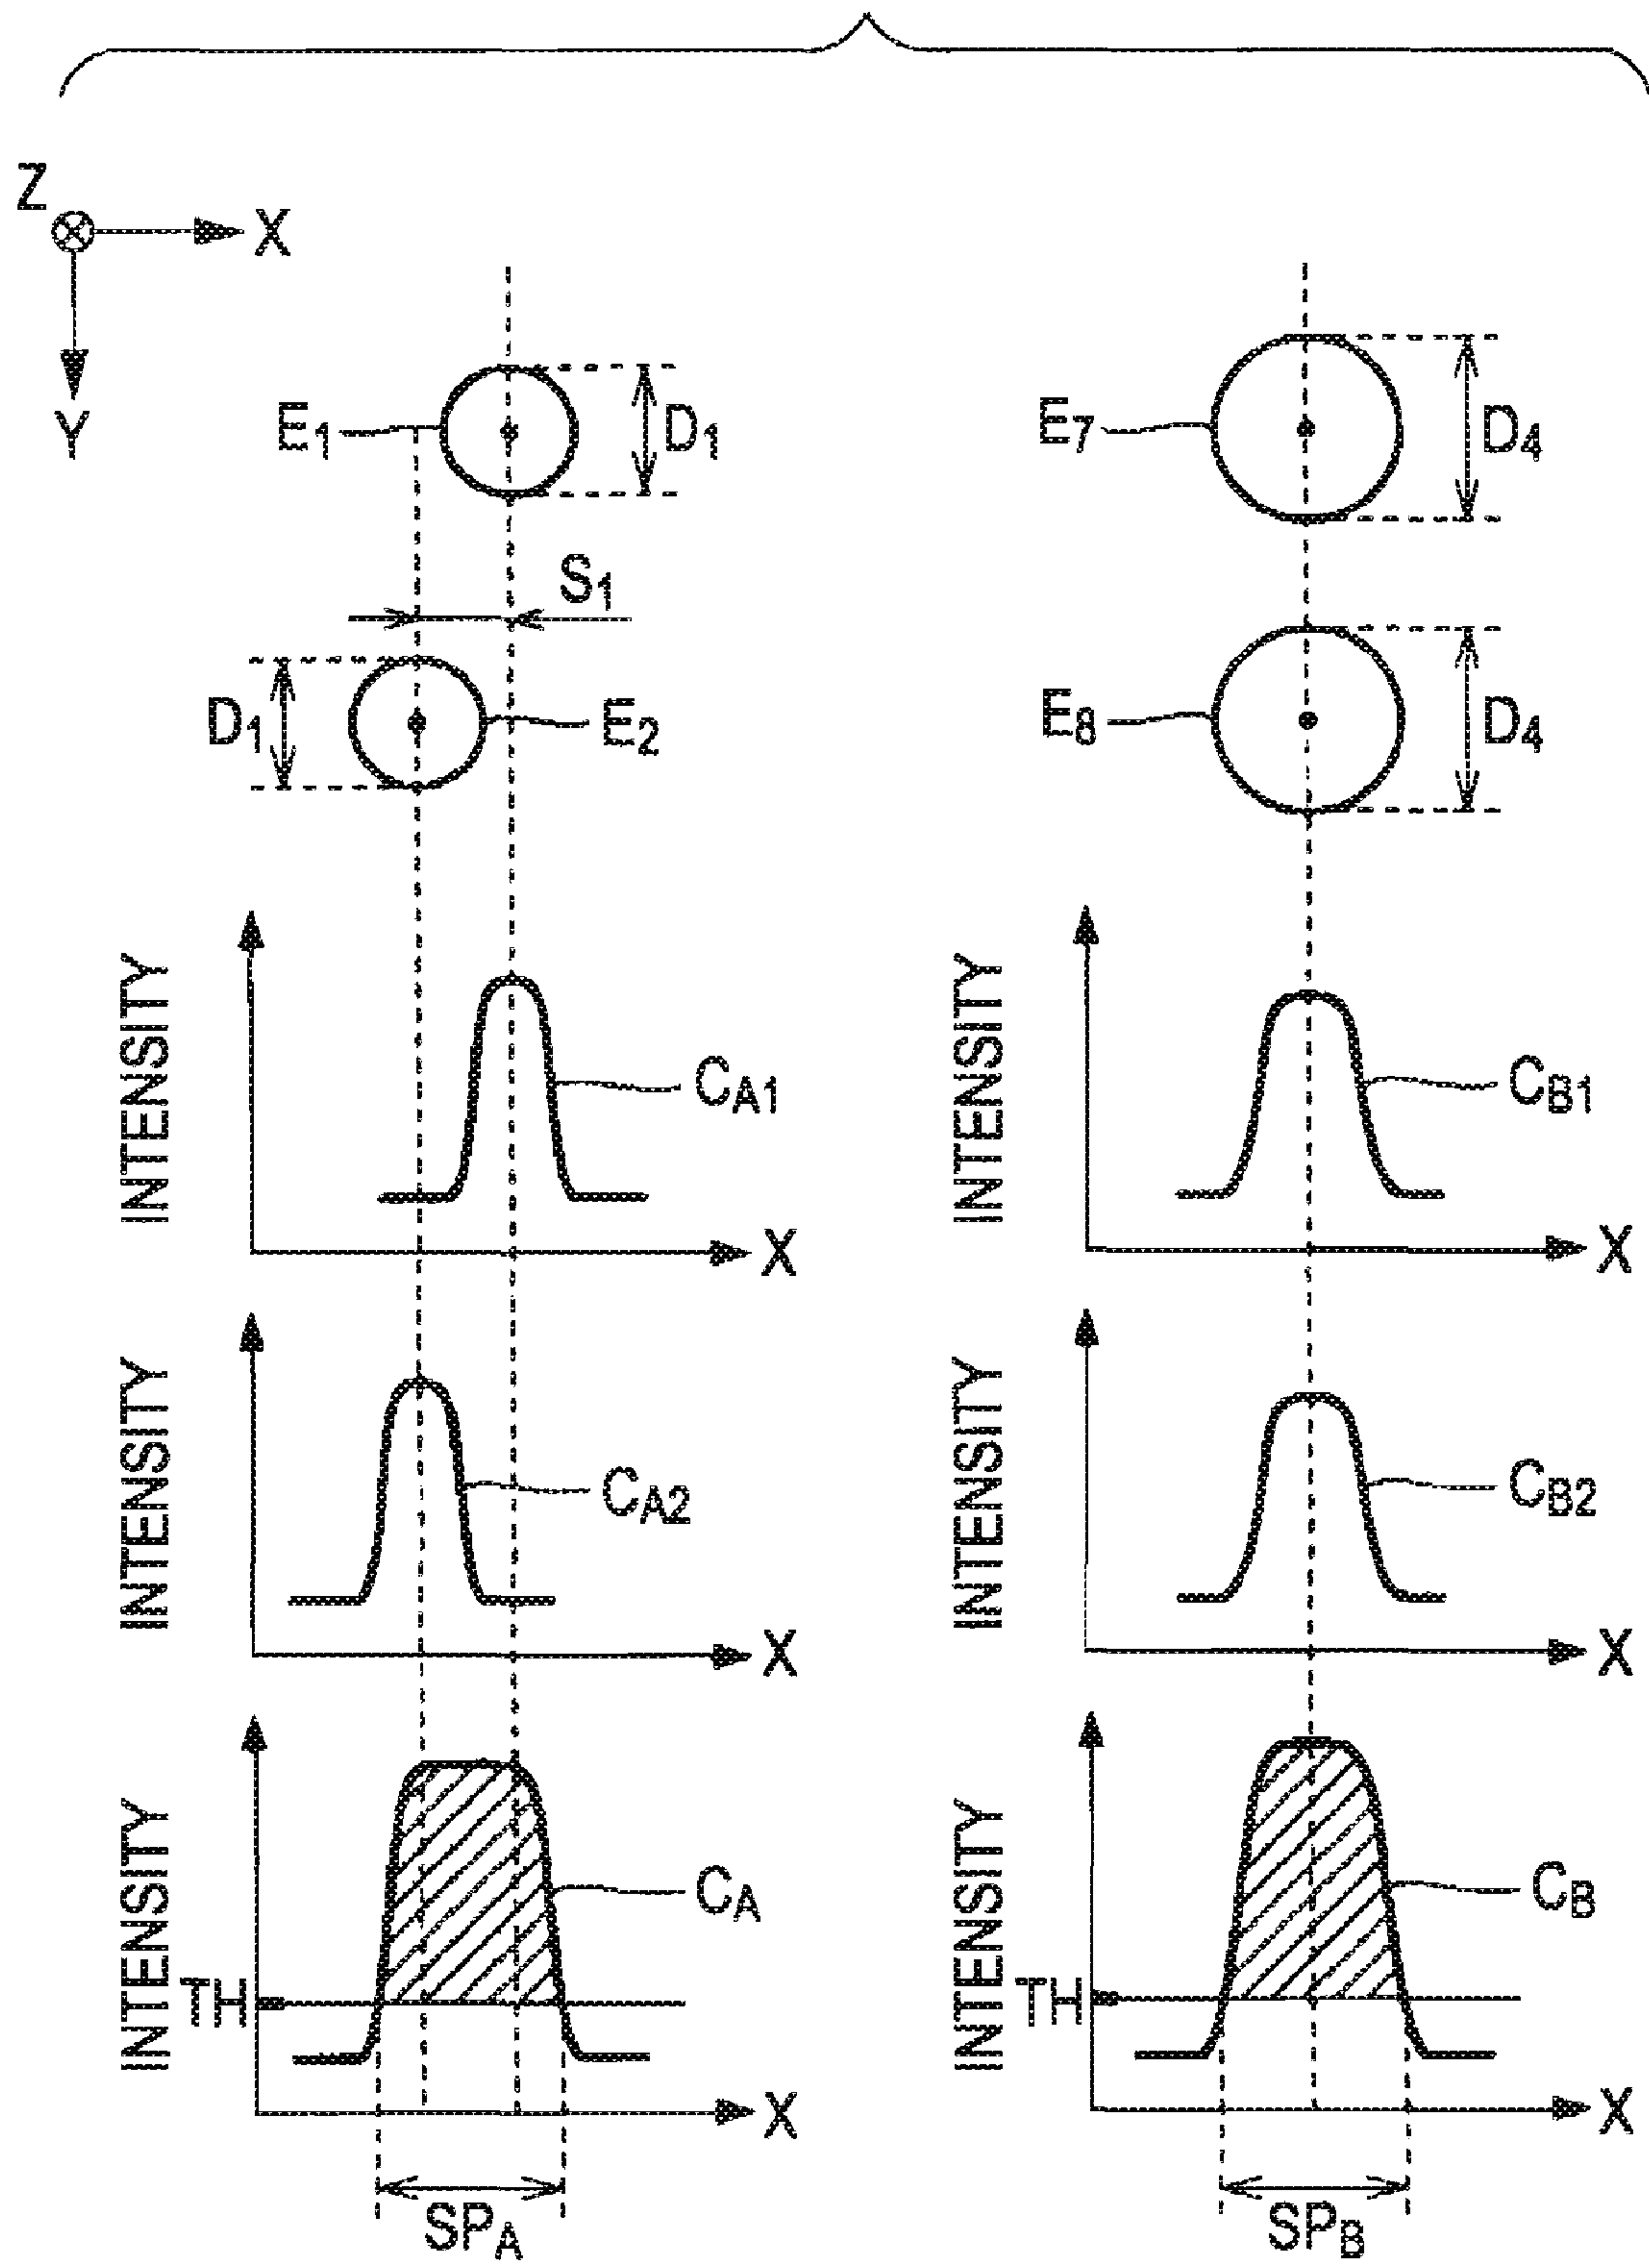 Z
X
Y
E1
D1
E7
D4
S1
D1
E2
E8
D4
INTENSITY
CA1
X
INTENSITY
CB1
X
INTENSITY
CA2
X
INTENSITY
CB2
X
INTENSITY
TH
CA
X
SPA
INTENSITY
TH
CB
X
SPB